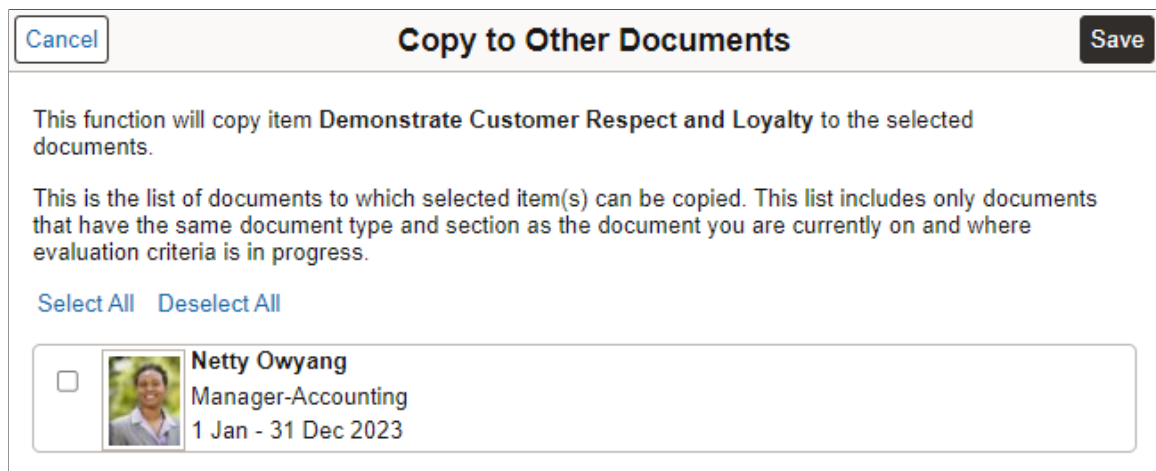 Cancel
Copy to Other Documents
Save
This function will copy item Demonstrate Customer Respect and Loyalty to the selected
documents.
This is the list of documents to which selected item(s) can be copied. This list includes only documents
that have the same document type and section as the document you are currently on and where
evaluation criteria is in progress.
Select All Deselect All
Netty Owyang
Manager-Accounting
1 Jan - 31 Dec 2023